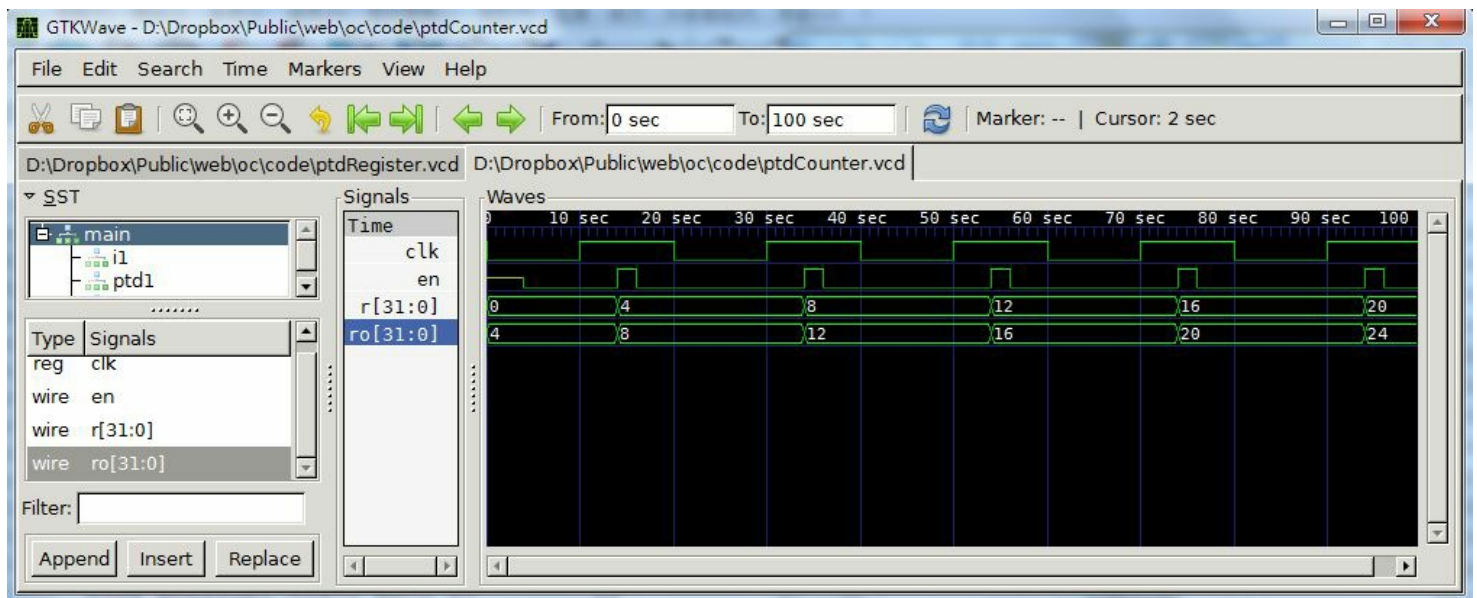 GTKWave - D:\Dropbox\Public\web\oc\code\ptdCounter.vcd
File Edit Search Time Markers View Help
From: 0 sec To: 100 sec Marker: -- | Cursor: 2 sec
D:\Dropbox\Public\web\oc\code\ptdRegister.vcd D:\Dropbox\Public\web\oc\code\ptdCounter.vcd
SST
main
i1
ptd1
Type Signals
reg clk
wire en
wire r[31:0]
wire ro[31:0]
Filter:
Append Insert Replace
Signals
Time
clk
en
r[31:0]
ro[31:0]
Waves
0 10 sec 20 sec 30 sec 40 sec 50 sec 60 sec 70 sec 80 sec 90 sec 100
0 4 8 12 16 20
4 8 12 16 20 24